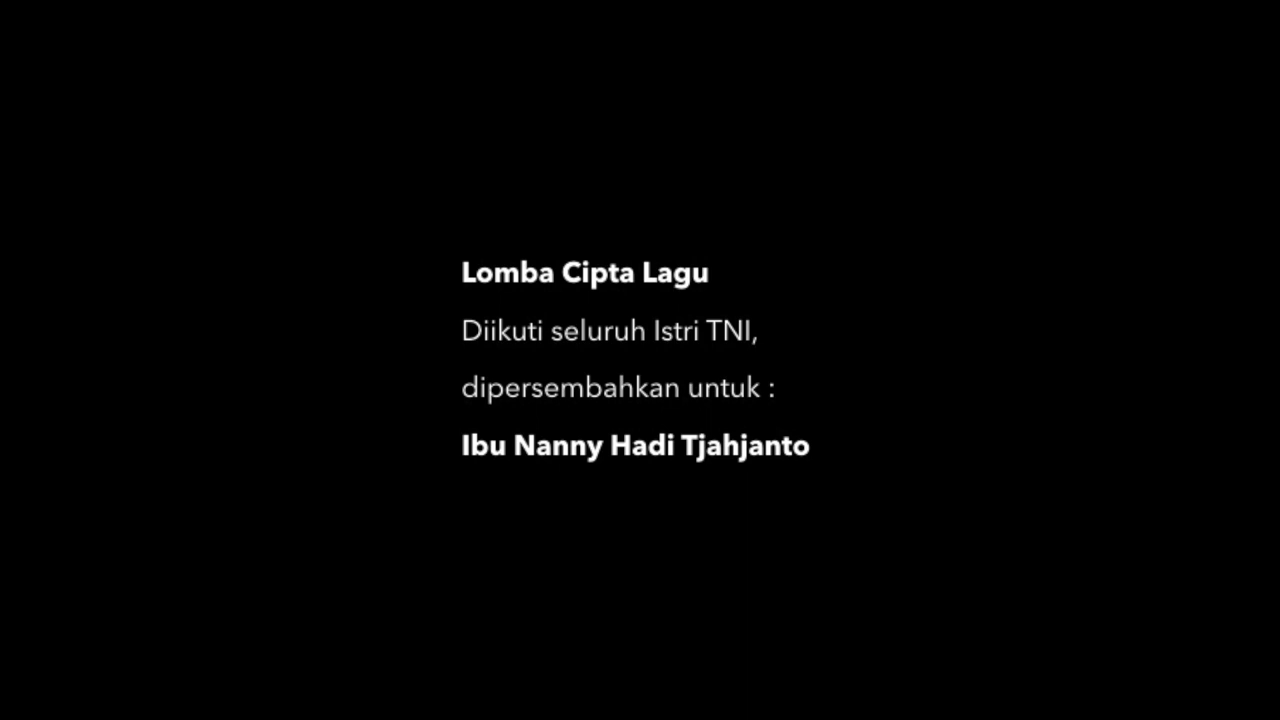 Lomba Cipta Lagu
Diikuti seluruh Istri TNI,
dipersembahkan untuk :
Ibu Nanny Hadi Tjahjanto